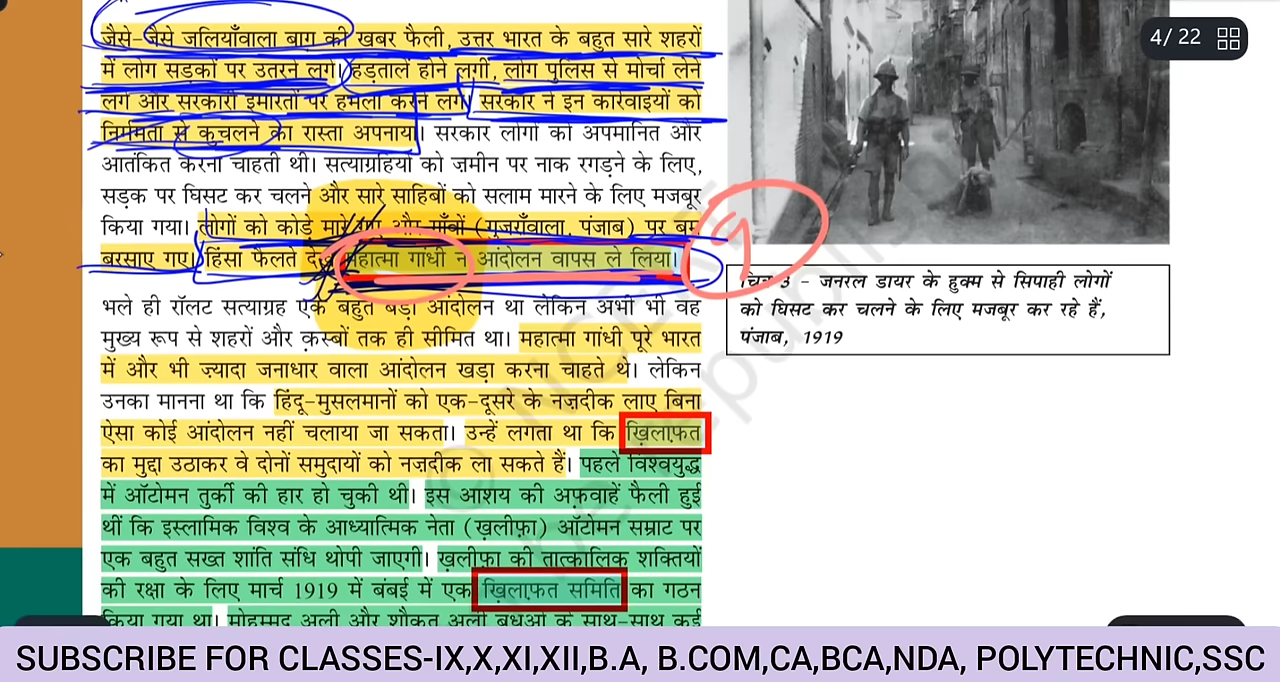 जैसे-जैसे जलियाँवाला बाग की खबर फैली, उत्तर भारत के बहुत सारे शहरों
में लोग सड़कों पर उतरने लगे। हड़तालें होने लगीं, लोग पुलिस से मोर्चा लेने
लगे और सरकारी इमारतों पर हमला करने लगे। सरकार ने इन कार्रवाइयों को
निर्ममता से कुचलने का रास्ता अपनाया। सरकार लोगों को अपमानित और
आतंकित करना चाहती थी। सत्याग्रहियों को ज़मीन पर नाक रगड़ने के लिए,
सड़क पर घिसट कर चलने और सारे साहिबों को सलाम मारने के लिए मजबूर
किया गया। लोगों को कोड़े मारे गए और गाँवों (गुजराँवाला, पंजाब) पर बम
बरसाए गए। हिंसा फैलते देख महात्मा गांधी ने आंदोलन वापस ले लिया।
भले ही रॉलट सत्याग्रह एक बहुत बड़ा आंदोलन था लेकिन अभी भी वह
मुख्य रूप से शहरों और क़स्बों तक ही सीमित था। महात्मा गांधी पूरे भारत
में और भी ज़्यादा जनाधार वाला आंदोलन खड़ा करना चाहते थे। लेकिन
उनका मानना था कि हिंदू-मुसलमानों को एक-दूसरे के नज़दीक लाए बिना
ऐसा कोई आंदोलन नहीं चलाया जा सकता। उन्हें लगता था कि ख़िलाफ़त
का मुद्दा उठाकर वे दोनों समुदायों को नज़दीक ला सकते हैं। पहले विश्वयुद्ध
में ऑटोमन तुर्की की हार हो चुकी थी। इस आशय की अफ़वाहें फैली हुई
थीं कि इस्लामिक विश्व के आध्यात्मिक नेता (ख़लीफ़ा) ऑटोमन सम्राट पर
एक बहुत सख्त शांति संधि थोपी जाएगी। ख़लीफ़ा की तात्कालिक शक्तियों
की रक्षा के लिए मार्च 1919 में बंबई में एक ख़िलाफ़त समिति का गठन
किया गया था। मोहम्मद अली और शौकत अली बंधुओं के साथ-साथ कई
4/ 22
चित्र 3 - जनरल डायर के हुक्म से सिपाही लोगों
को घिसट कर चलने के लिए मजबूर कर रहे हैं,
पंजाब, 1919
SUBSCRIBE FOR CLASSES-IX,X,XI,XII,B.A, B.COM,CA,BCA,NDA, POLYTECHNIC,SSC